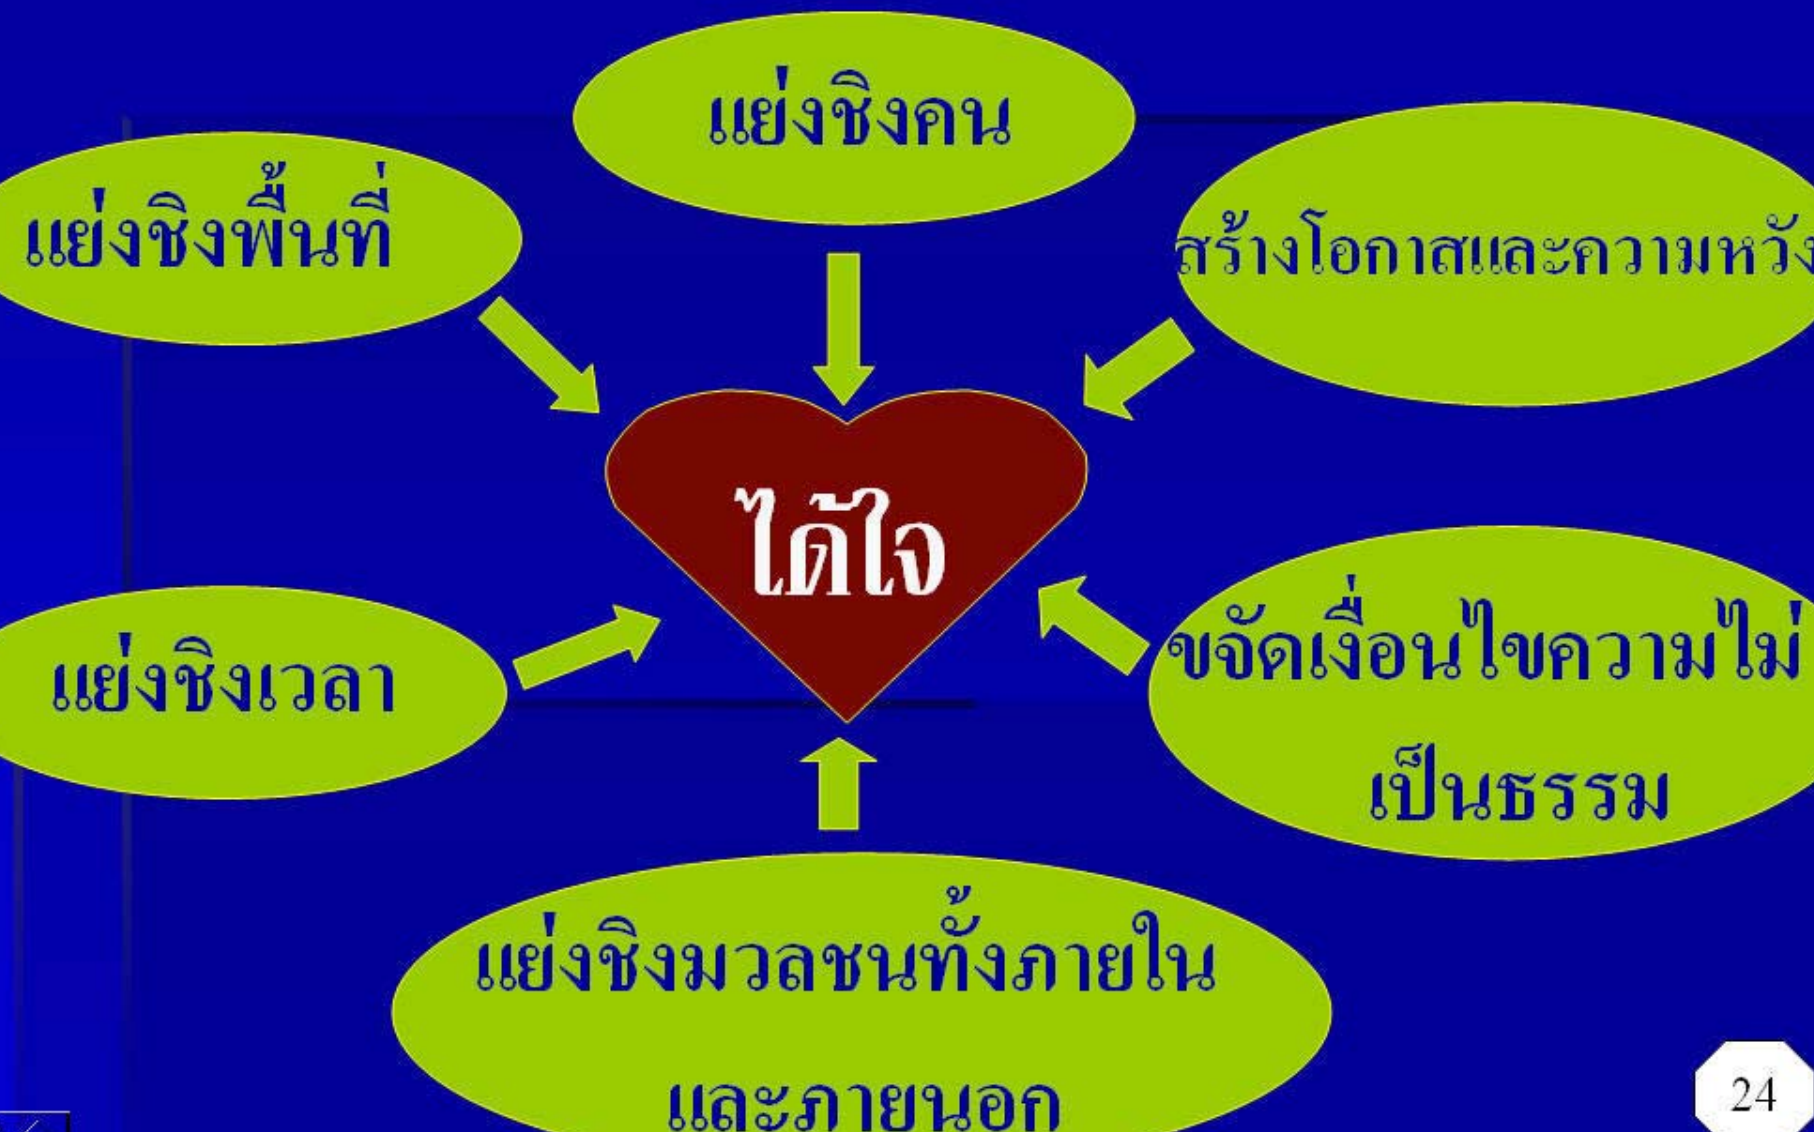 แย่งชิงคน
แย่งชิงพื้นที่
สร้างโอกาสและความหวัง
ได้ใจ
แย่งชิงเวลา
ขจัดเงื่อนไขความไม่
เป็นธรรม
แย่งชิงมวลชนทั้งภายใน
และภายนอก
24